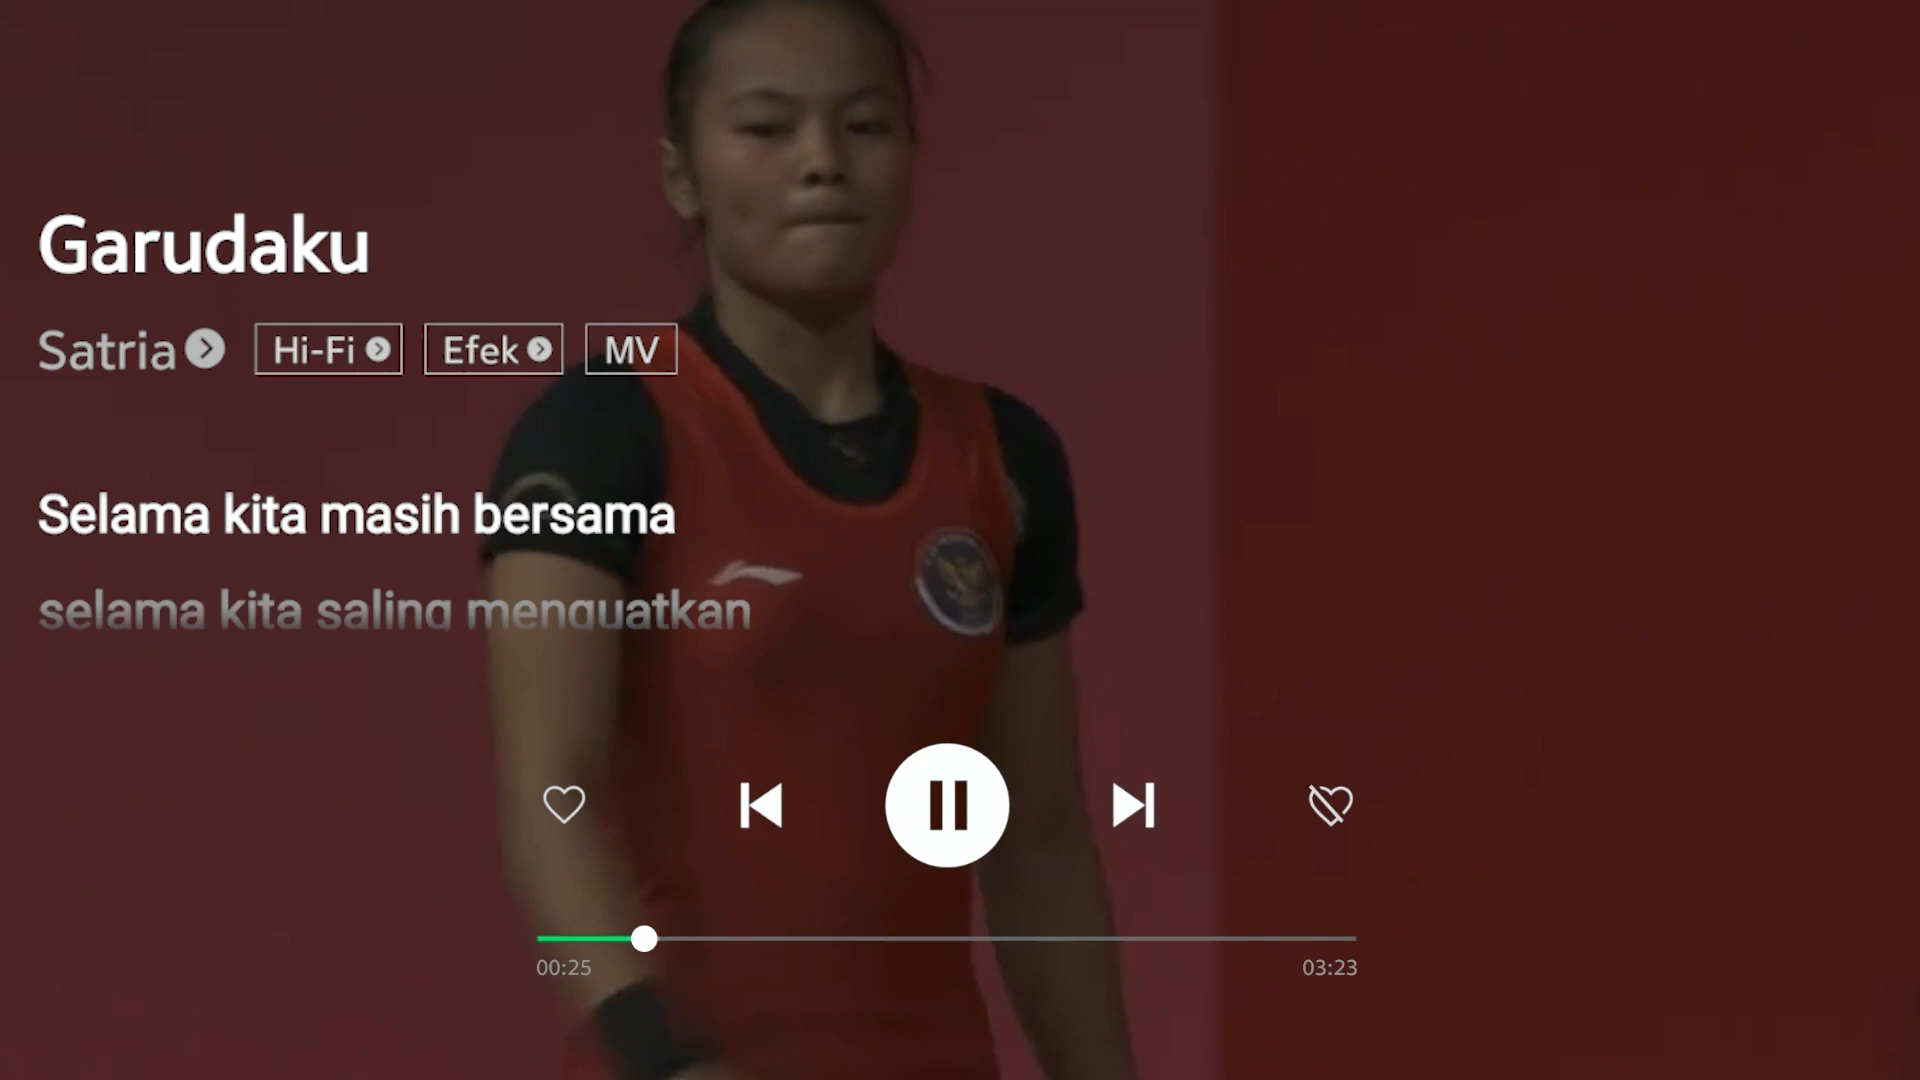 Garudaku
Satria Hi-Fi Efek MV
Selama kita masih bersama
selama kita saling menguatkan
00:25 03:23